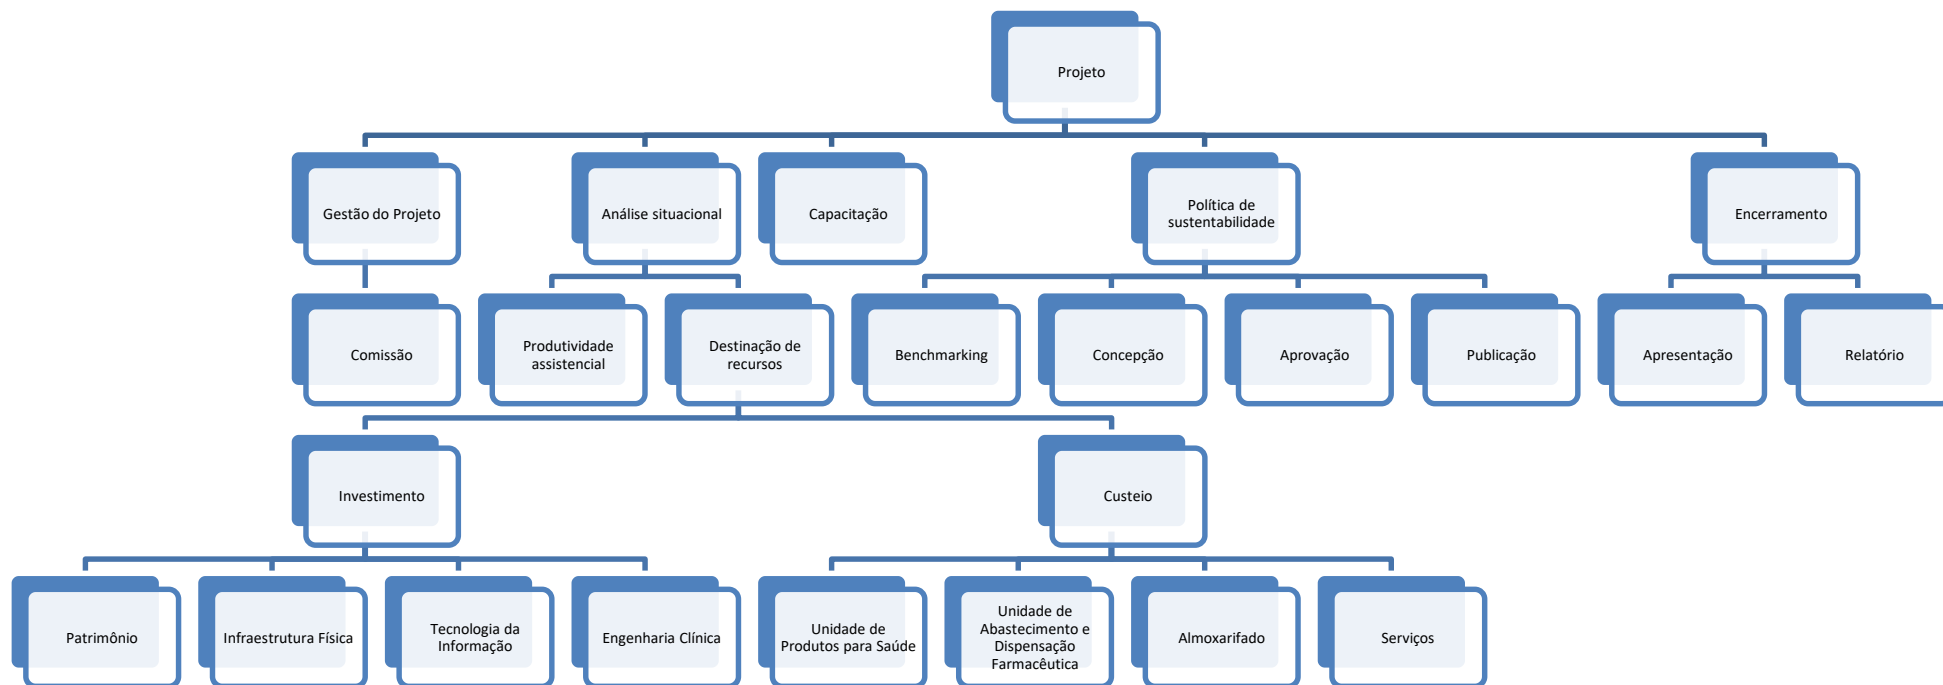 Projeto
Gestão do Projeto
Análise situacional
Capacitação
Política de
sustentabilidade
Encerramento
Comissão
Produtividade
assistencial
Destinação de
recursos
Benchmarking
Concepção
Aprovação
Publicação
Apresentação
Relatório
Investimento
Custeio
Patrimônio
Infraestrutura Física
Tecnologia da
Informação
Engenharia Clínica
Unidade de
Produtos para Saúde
Unidade de
Abastecimento e
Dispensação
Farmacêutica
Almoxarifado
Serviços